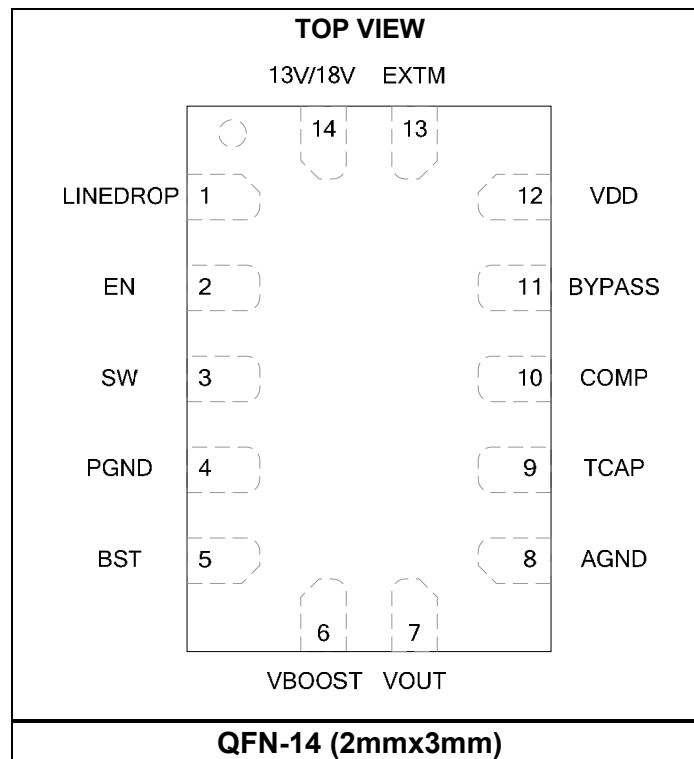 TOP VIEW
13V/18V EXTM
14 13
LINEDROP 1 12 VDD
EN 2 11 BYPASS
SW 3 10 COMP
PGND 4 9 TCAP
BST 5 8 AGND
6 7
VBOOST VOUT
QFN-14 (2mmx3mm)